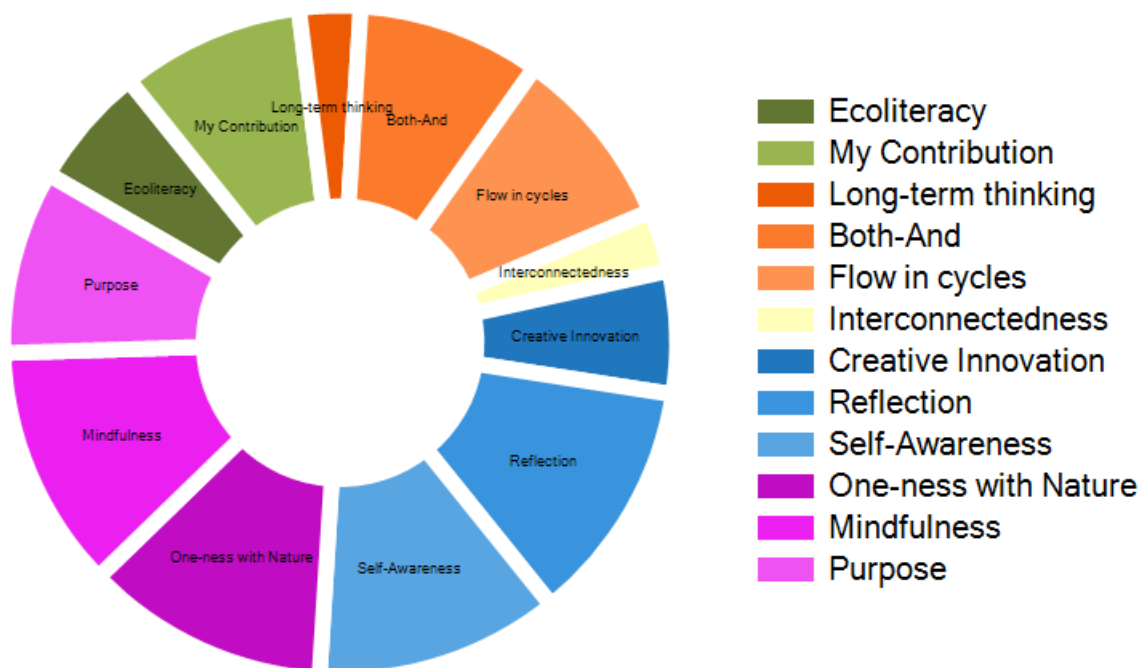 Long-term thinking
My Contribution
Both-And
Ecoliteracy
Flow in cycles
Purpose
Interconnectedness
Creative Innovation
Mindfulness
Reflection
One-ness with Nature
Self-Awareness
Ecoliteracy
My Contribution
Long-term thinking
Both-And
Flow in cycles
Interconnectedness
Creative Innovation
Reflection
Self-Awareness
One-ness with Nature
Mindfulness
Purpose